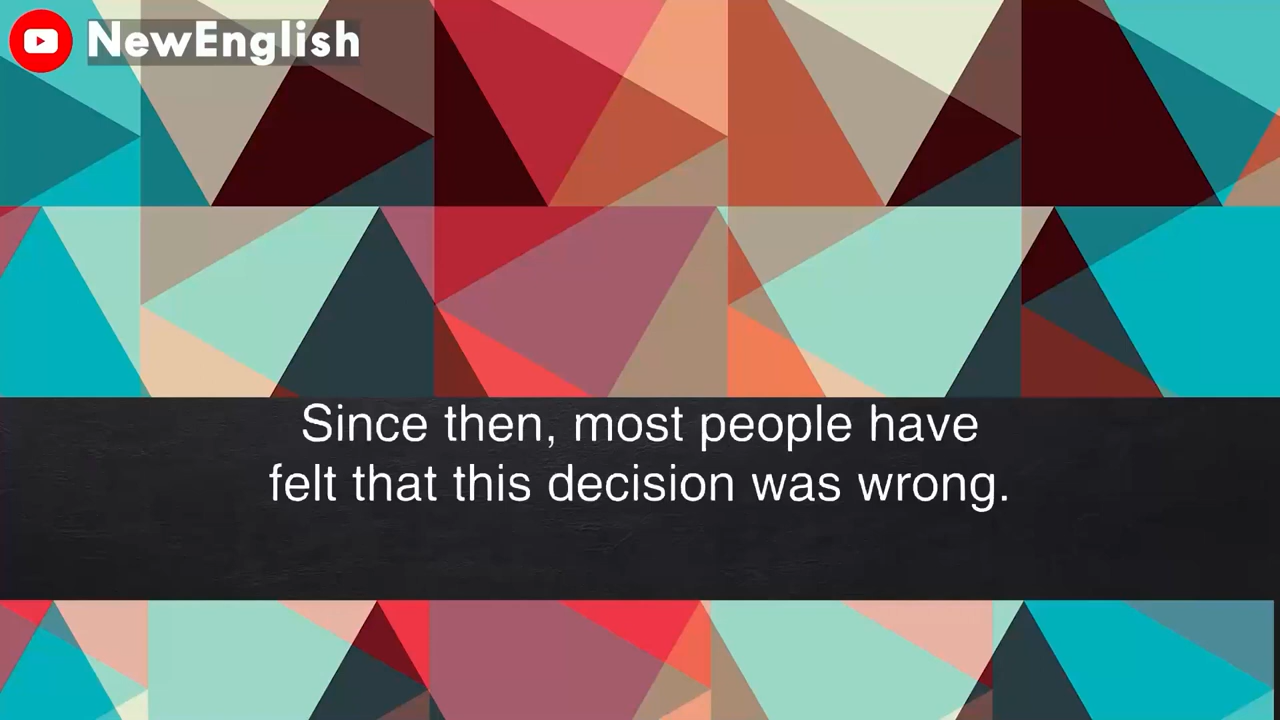 NewEnglish
Since then, most people have
felt that this decision was wrong.